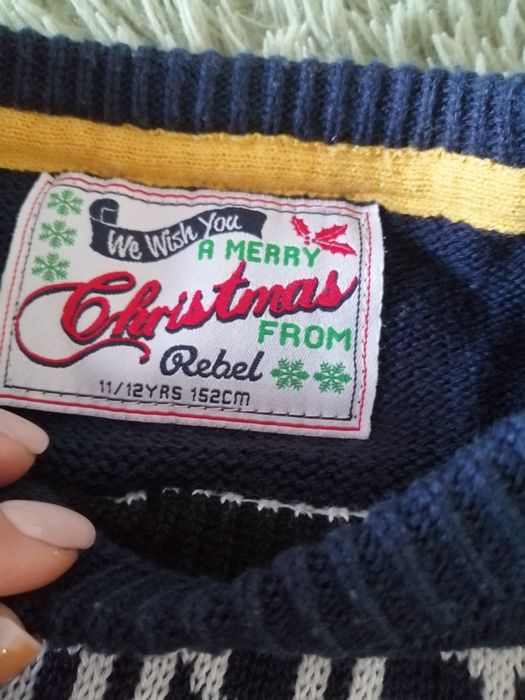 We Wish You
A MERRY
Christmas
FROM
Rebel
11/12YRS 152CM